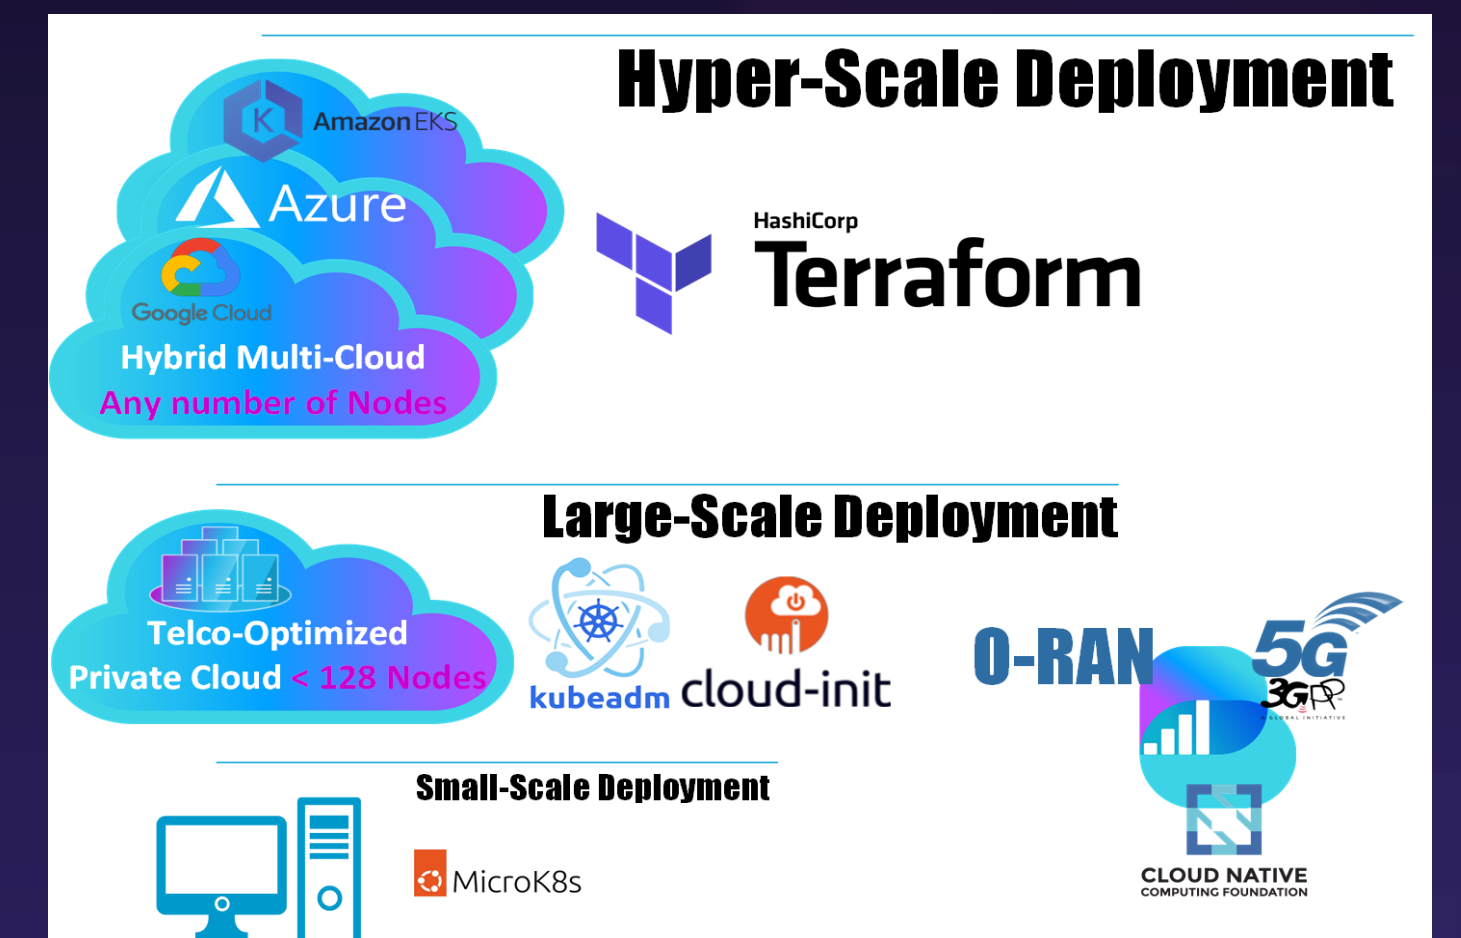 Hyper-Scale Deployment
Amazon EKS
Azure
Google Cloud
Hybrid Multi-Cloud
Any number of Nodes
HashiCorp
Terraform
Large-Scale Deployment
Telco-Optimized
Private Cloud < 128 Nodes
kubeadm
cloud-init
O-RAN
5G
3GPP
A GLOBAL INITIATIVE
Small-Scale Deployment
MicroK8s
CLOUD NATIVE
COMPUTING FOUNDATION